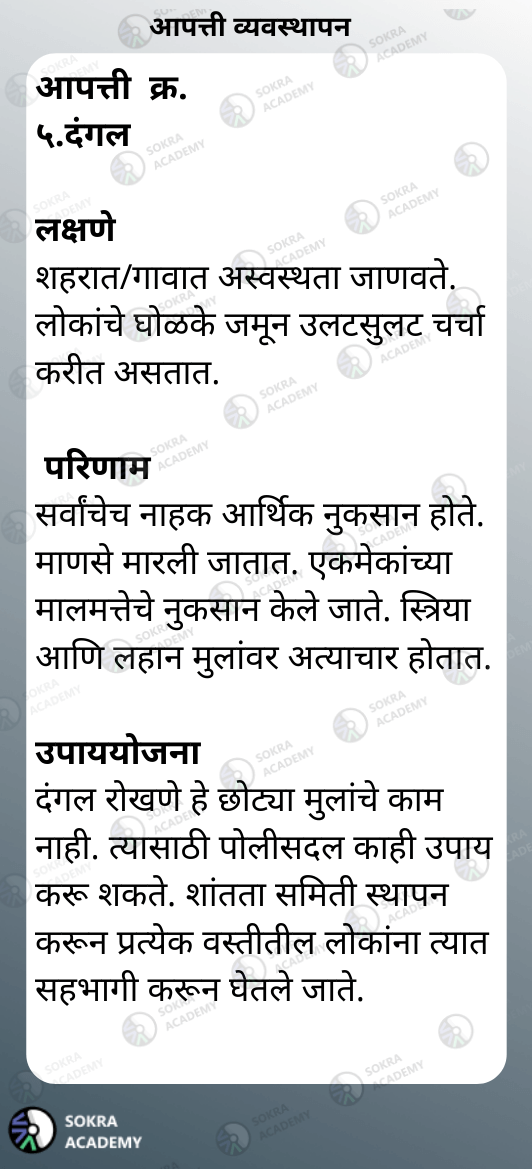 आपत्ती व्यवस्थापन
आपत्ती क्र.
५.दंगल
लक्षणे
शहरात/गावात अस्वस्थता जाणवते.
लोकांचे घोळके जमून उलटसुलट चर्चा
करीत असतात.
परिणाम
सर्वांचेच नाहक आर्थिक नुकसान होते.
माणसे मारली जातात. एकमेकांच्या
मालमत्तेचे नुकसान केले जाते. स्त्रिया
आणि लहान मुलांवर अत्याचार होतात.
उपाययोजना
दंगल रोखणे हे छोट्या मुलांचे काम
नाही. त्यासाठी पोलीसदल काही उपाय
करू शकते. शांतता समिती स्थापन
करून प्रत्येक वस्तीतील लोकांना त्यात
सहभागी करून घेतले जाते.
SOKRA
ACADEMY